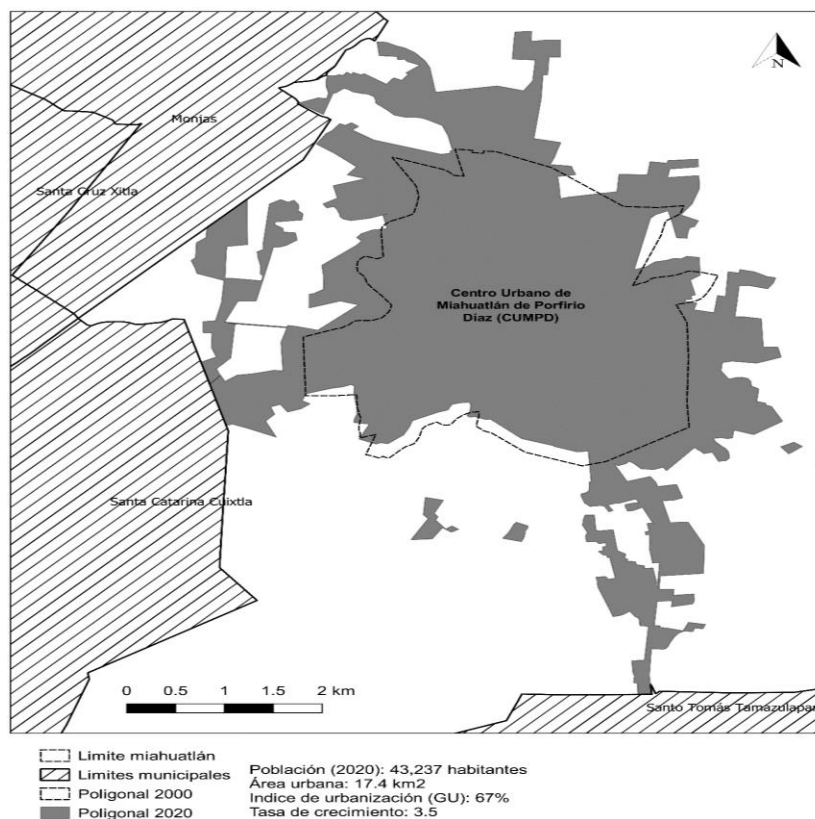 N
Monjas
Santa Cruz Xitla
Centro Urbano de
Miahuatlán de Porfirio
Díaz (CUMPD)
Santa Catarina Cuixtla
0 0.5 1 1.5 2 km
Santo Tomás Tamazulapan
Limite miahuatlán
Limites municipales
Poligonal 2000
Poligonal 2020
Población (2020): 43,237 habitantes
Área urbana: 17.4 km2
Indice de urbanización (GU): 67%
Tasa de crecimiento: 3.5